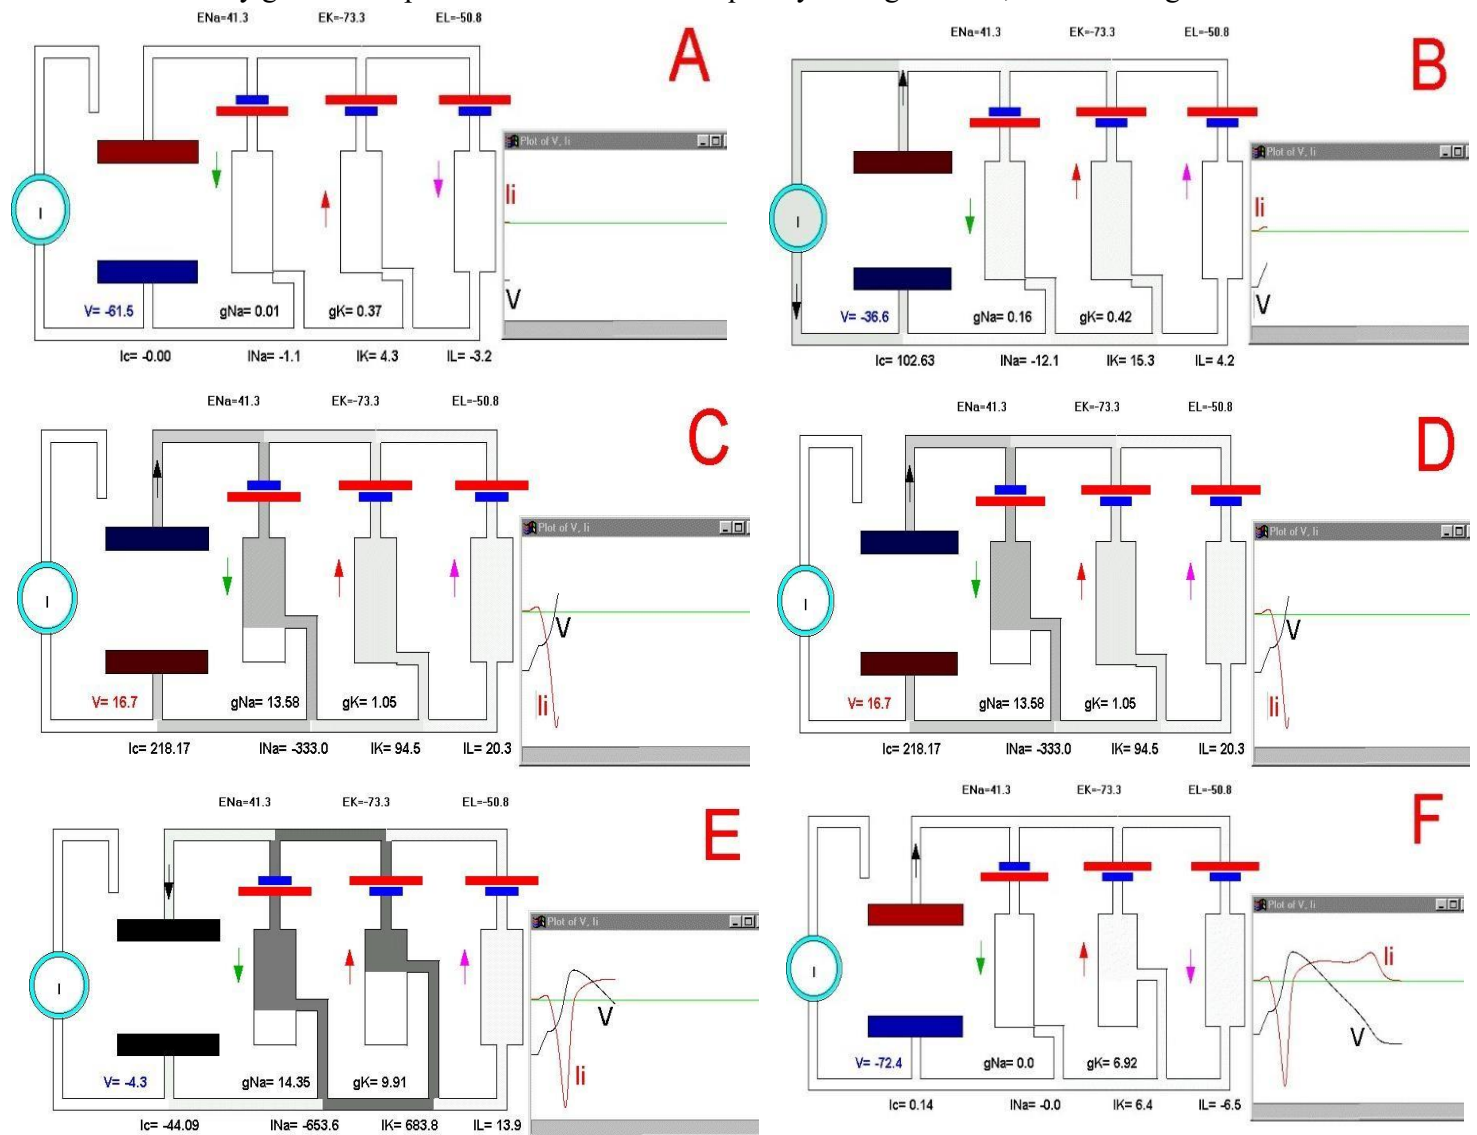 ENa=41.3 EK=-73.3 EL=-50.8
A
I
Plot of V, Ii
Ii
V
V= -61.5 gNa= 0.01 gK= 0.37
Ic= -0.00 INa= -1.1 IK= 4.3 IL= -3.2
ENa=41.3 EK=-73.3 EL=-50.8
B
I
Plot of V, Ii
Ii
V
V= -36.6 gNa= 0.16 gK= 0.42
Ic= 102.63 INa= -12.1 IK= 15.3 IL= 4.2
ENa=41.3 EK=-73.3 EL=-50.8
C
I
Plot of V, Ii
V
Ii
V= 16.7 gNa= 13.58 gK= 1.05
Ic= 218.17 INa= -333.0 IK= 94.5 IL= 20.3
ENa=41.3 EK=-73.3 EL=-50.8
D
I
Plot of V, Ii
V
Ii
V= 16.7 gNa= 13.58 gK= 1.05
Ic= 218.17 INa= -333.0 IK= 94.5 IL= 20.3
ENa=41.3 EK=-73.3 EL=-50.8
E
I
Plot of V, Ii
V
Ii
V= -4.3 gNa= 14.35 gK= 9.91
Ic= -44.09 INa= -653.6 IK= 683.8 IL= 13.9
ENa=41.3 EK=-73.3 EL=-50.8
F
I
Plot of V, Ii
Ii
V
V= -72.4 gNa= 0.0 gK= 6.92
Ic= 0.14 INa= -0.0 IK= 6.4 IL= -6.5